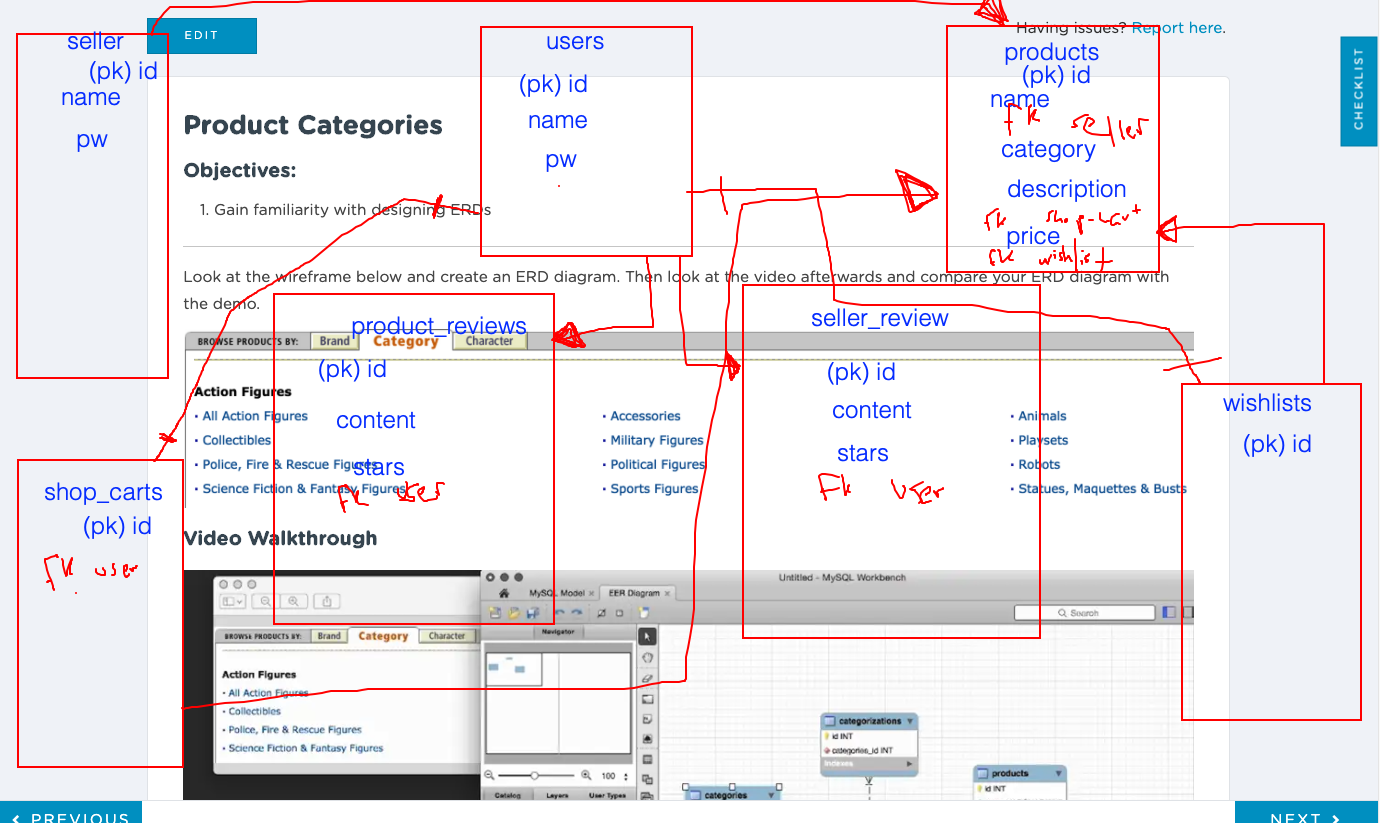 EDIT
Having issues? Report here.
CHECKLIST
seller
(pk) id
name
pw
users
(pk) id
name
pw
products
(pk) id
name
fk seller
category
description
fk shop-cart
price
fk wishlist
Product Categories
Objectives:
1. Gain familiarity with designing ERDs
Look at the wireframe below and create an ERD diagram. Then look at the video afterwards and compare your ERD diagram with
the demo.
product_reviews
(pk) id
content
stars
FK user
seller_review
(pk) id
content
stars
FK user
wishlists
(pk) id
shop_carts
(pk) id
FK user
BROWSE PRODUCTS BY: Brand Category Character
Action Figures
• All Action Figures
• Collectibles
• Police, Fire & Rescue Figures
• Science Fiction & Fantasy Figures
• Accessories
• Military Figures
• Political Figures
• Sports Figures
• Animals
• Playsets
• Robots
• Statues, Maquettes & Busts
Video Walkthrough
Untitled - MySQL Workbench
MySQL Model × EER Diagram ×
Search
Navigator
BROWSE PRODUCTS BY: Brand Category Character
Action Figures
• All Action Figures
• Collectibles
• Police, Fire & Rescue Figures
• Science Fiction & Fantasy Figures
100
Catalog Layers User Types
categorizations
id INT
categories_id INT
Indexes
categories
products
id INT
< PREVIOUS
NEXT >